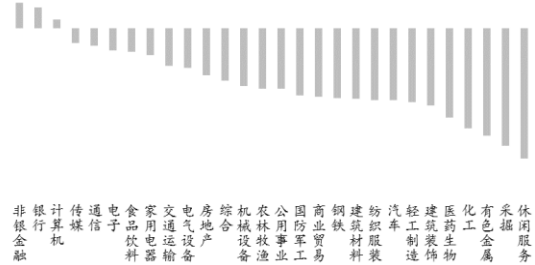 非银金融
银行
计算机
传媒
通信
电子
食品饮料
家用电器
交通运输
电气设备
房地产
综合
机械设备
农林牧渔
公用事业
国防军工
商业贸易
钢铁
建筑材料
纺织服装
汽车
轻工制造
建筑装饰
医药生物
化工
有色金属
采掘
休闲服务